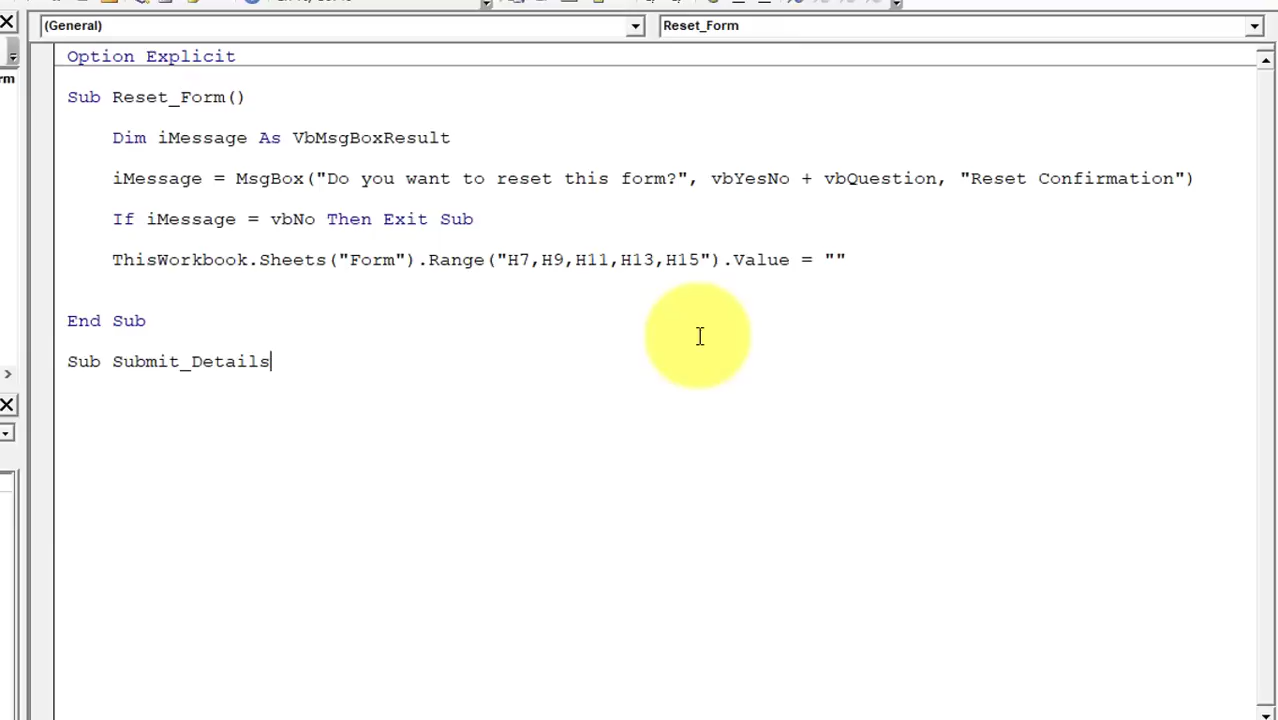 (General) Reset_Form
Option Explicit
rm
Sub Reset_Form()
Dim iMessage As VbMsgBoxResult
iMessage = MsgBox("Do you want to reset this form?", vbYesNo + vbQuestion, "Reset Confirmation")
If iMessage = vbNo Then Exit Sub
ThisWorkbook.Sheets("Form").Range("H7,H9,H11,H13,H15").Value = ""
End Sub
Sub Submit_Details